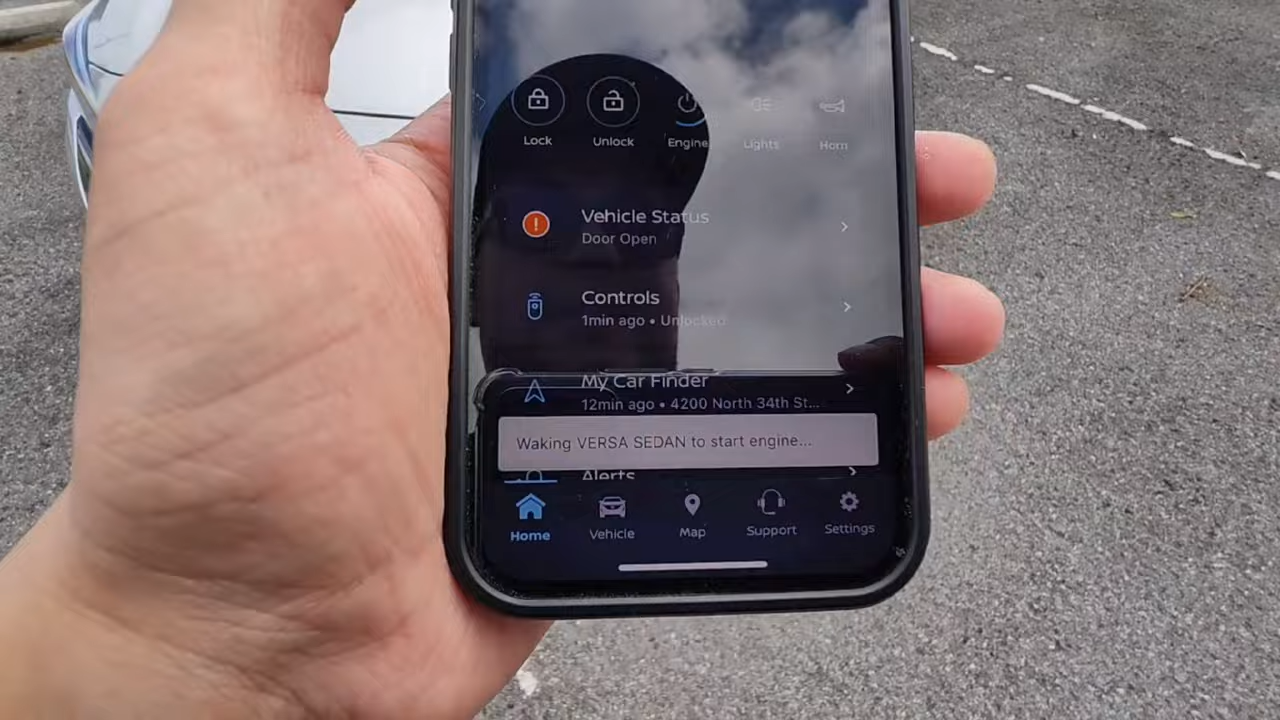 Lock Unlock Engine Lights Horn
Vehicle Status
Door Open
Controls
1min ago • Unlocked
My Car Finder
12min ago • 4200 North 34th St...
Waking VERSA SEDAN to start engine...
Alerts
Home Vehicle Map Support Settings